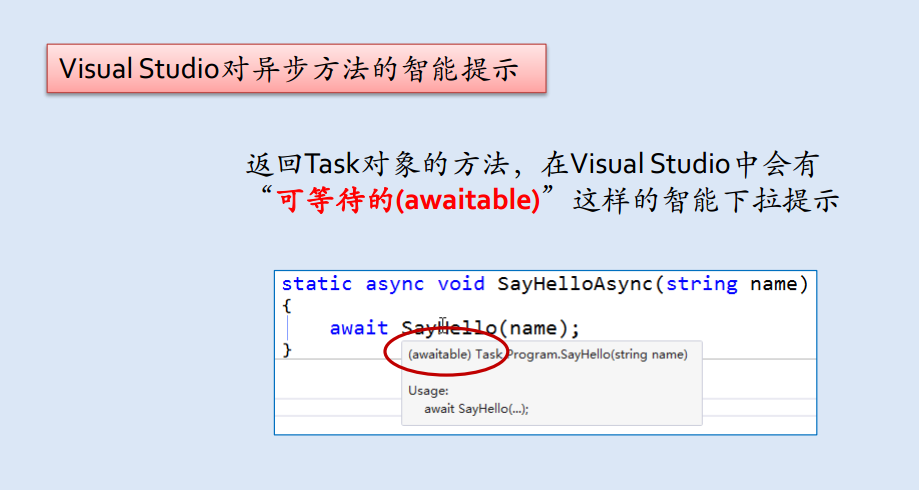 Visual Studio对异步方法的智能提示
返回Task对象的方法，在Visual Studio中会有
“可等待的(awaitable)”这样的智能下拉提示
static async void SayHelloAsync(string name)
{
await SayHello(name);
}
(awaitable) Task Program.SayHello(string name)
Usage:
await SayHello(...);